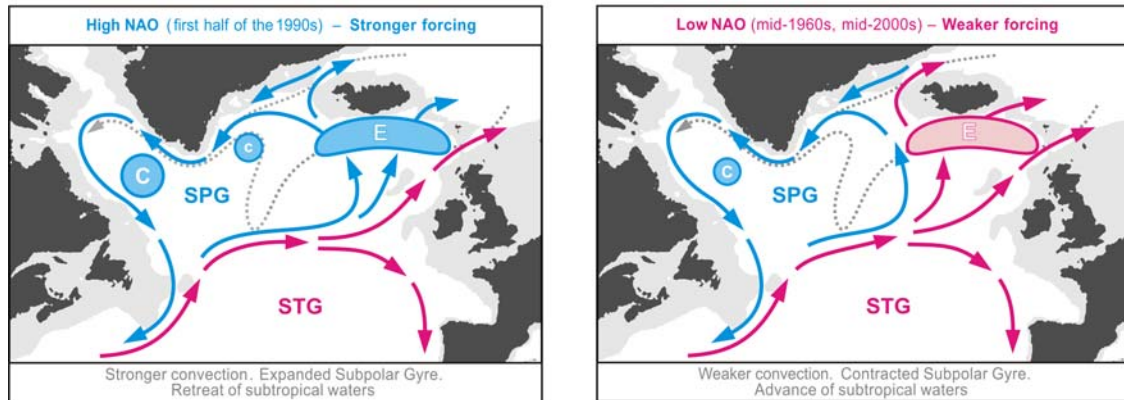 High NAO (first half of the 1990s) – Stronger forcing
E
C
C
SPG
STG
Stronger convection. Expanded Subpolar Gyre.
Retreat of subtropical waters
Low NAO (mid-1960s, mid-2000s) – Weaker forcing
E
C
SPG
STG
Weaker convection. Contracted Subpolar Gyre.
Advance of subtropical waters